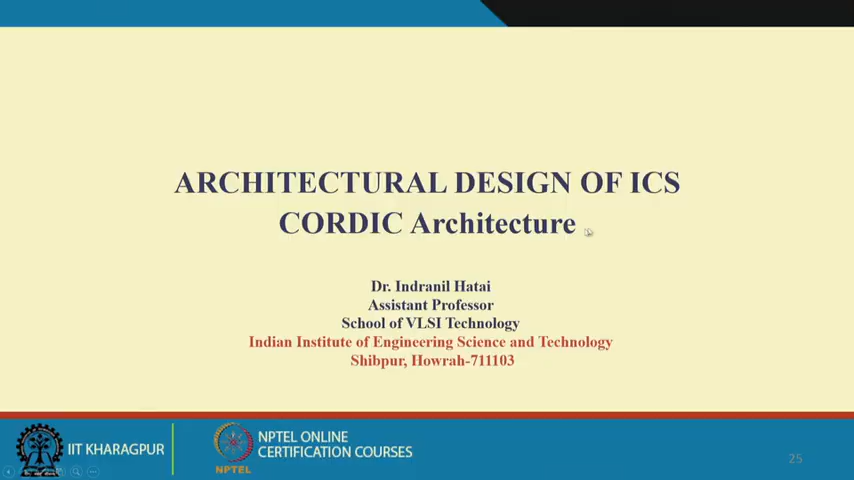 ARCHITECTURAL DESIGN OF ICS
CORDIC Architecture
Dr. Indranil Hatai
Assistant Professor
School of VLSI Technology
Indian Institute of Engineering Science and Technology
Shibpur, Howrah-711103
IIT KHARAGPUR
NPTEL
NPTEL ONLINE
CERTIFICATION COURSES
25